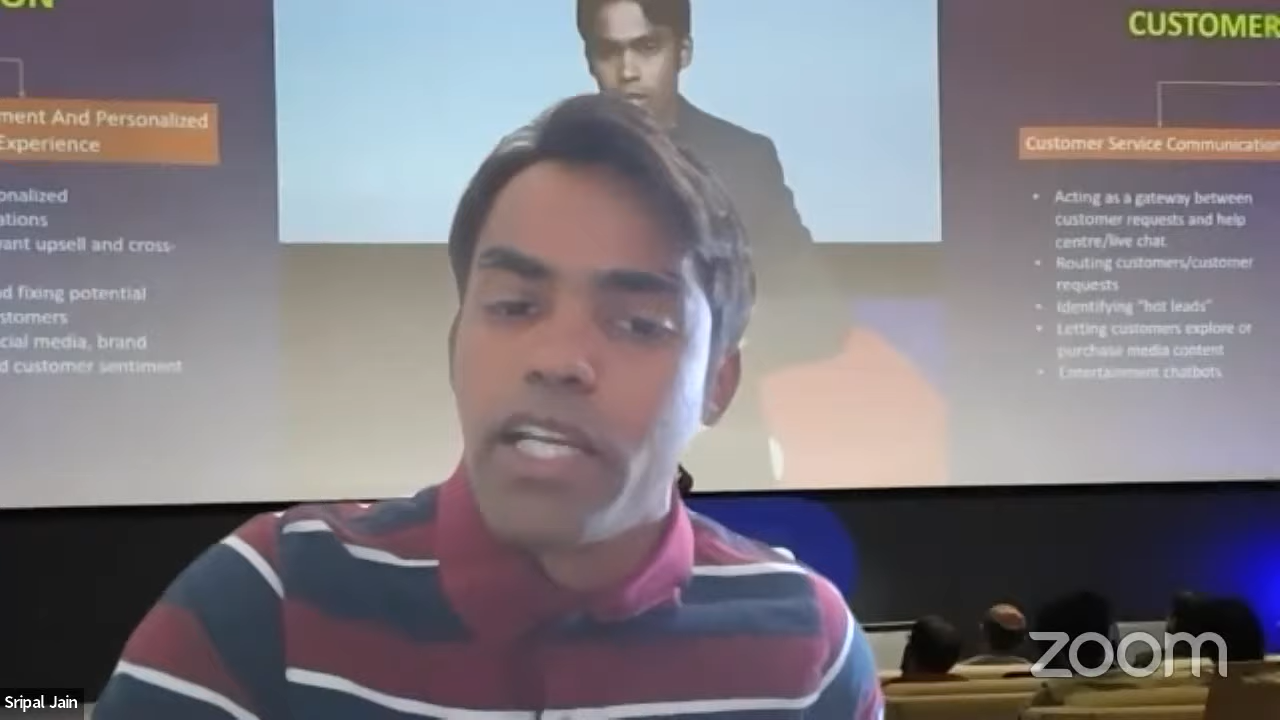 ON
ment And Personalized
Experience
onalized
ations
vant upsell and cross-
d fixing potential
stomers
cial media, brand
d customer sentiment
CUSTOMER
Customer Service Communication
• Acting as a gateway between
customer requests and help
centre/live chat
• Routing customers/customer
requests
• Identifying "hot leads"
• Letting customers explore or
purchase media content
• Entertainment chatbots
zoom
Sripal Jain